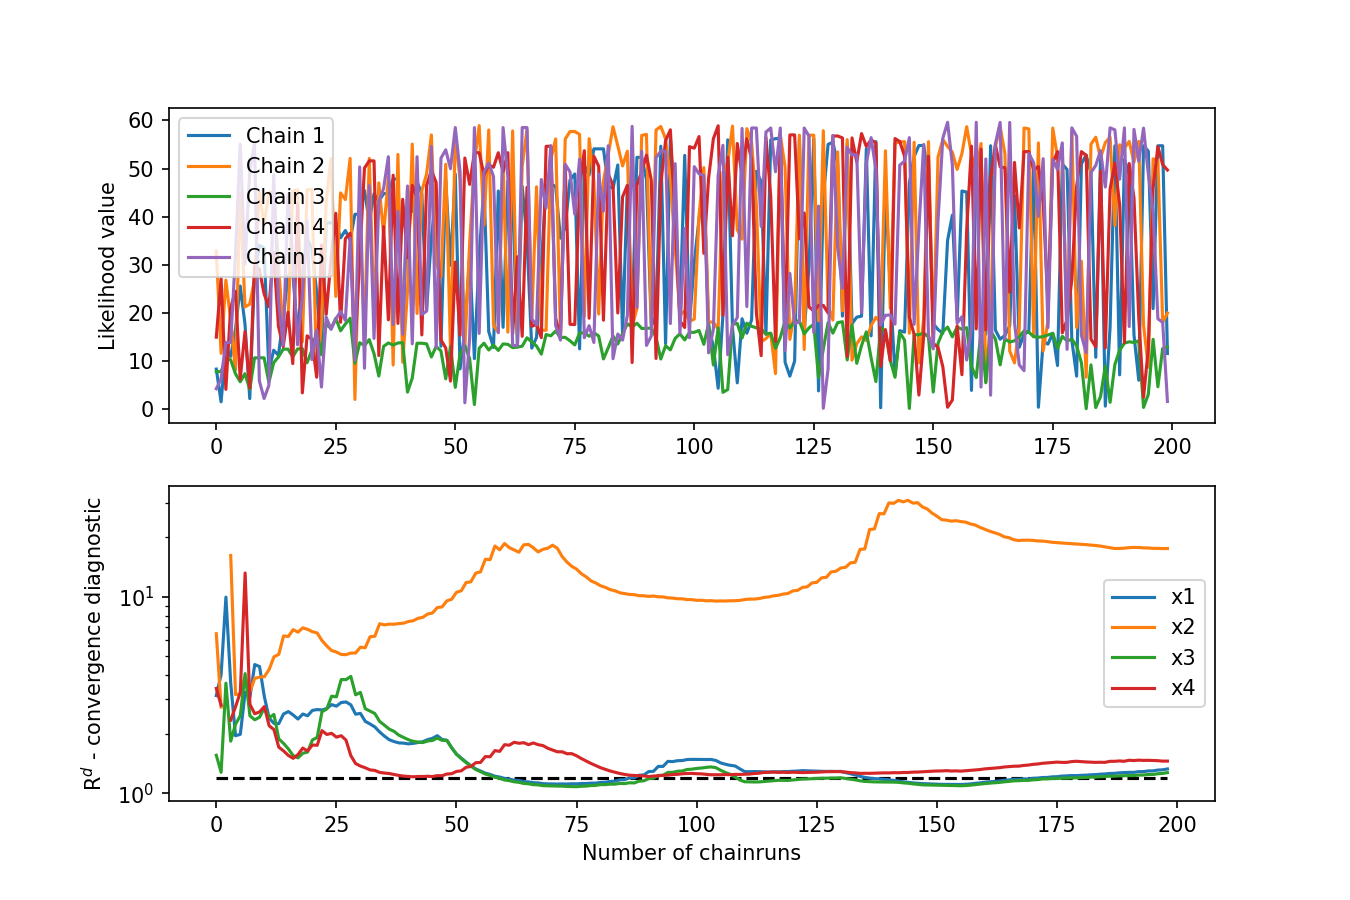 Likelihood value
60
50
40
30
20
10
0
Chain 1
Chain 2
Chain 3
Chain 4
Chain 5
0 25 50 75 100 125 150 175 200
R^d - convergence diagnostic
10^1
10^0
x1
x2
x3
x4
0 25 50 75 100 125 150 175 200
Number of chainruns